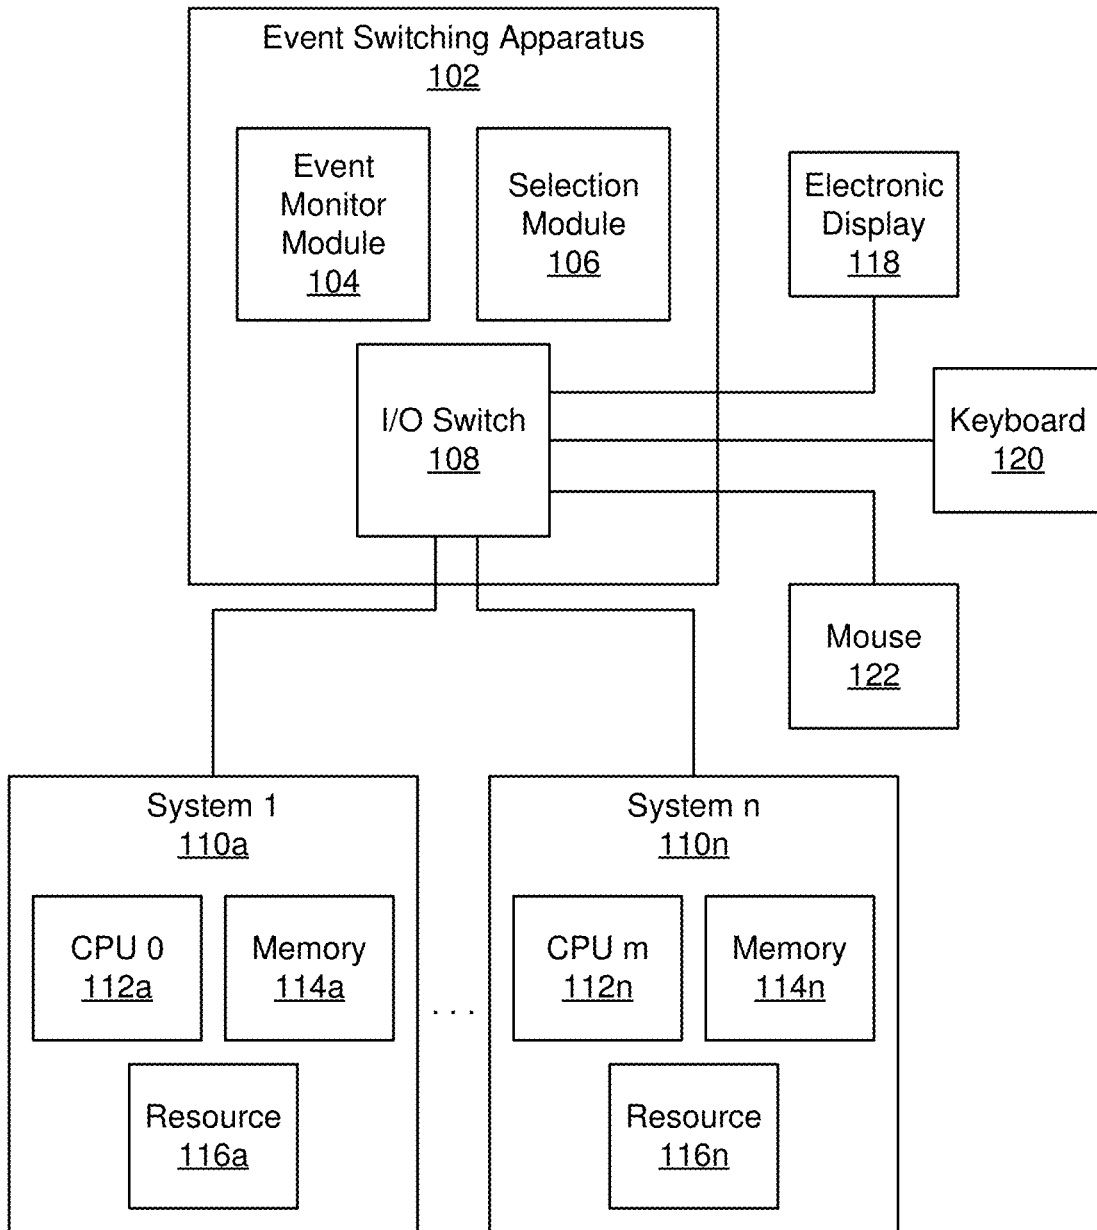 Event Switching Apparatus
102
Event
Monitor
Module
104
Selection
Module
106
Electronic
Display
118
I/O Switch
108
Keyboard
120
Mouse
122
System 1
110a
CPU 0
112a
Memory
114a
Resource
116a
. . .
System n
110n
CPU m
112n
Memory
114n
Resource
116n